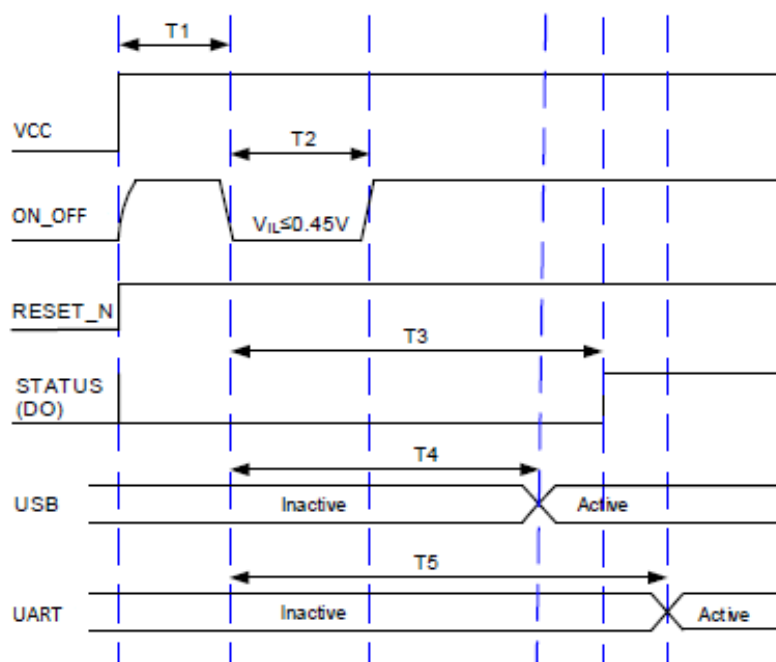 T1
VCC
T2
ON_OFF
VIL≤0.45V
RESET_N
T3
STATUS
(DO)
T4
USB
Inactive
Active
T5
UART
Inactive
Active